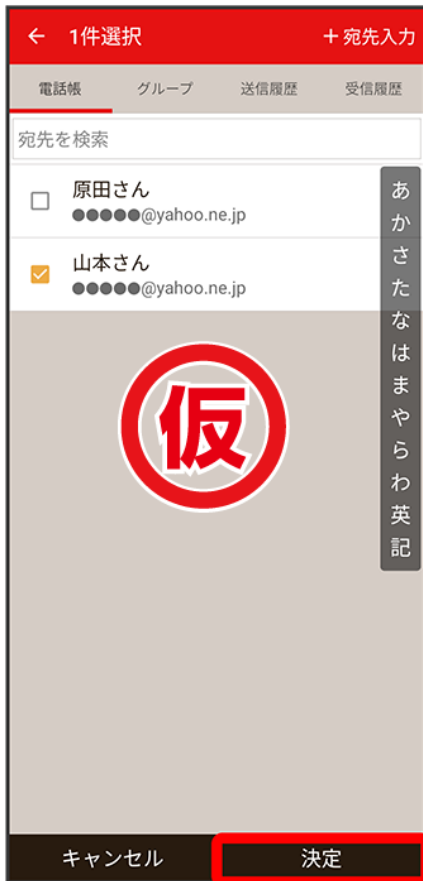 ← 1件選択 +宛先入力
電話帳 グループ 送信履歴 受信履歴
宛先を検索
原田さん
●●●●●@yahoo.ne.jp
山本さん
●●●●●@yahoo.ne.jp
あ
か
さ
た
な
は
ま
や
ら
わ
英
記
仮
キャンセル 決定